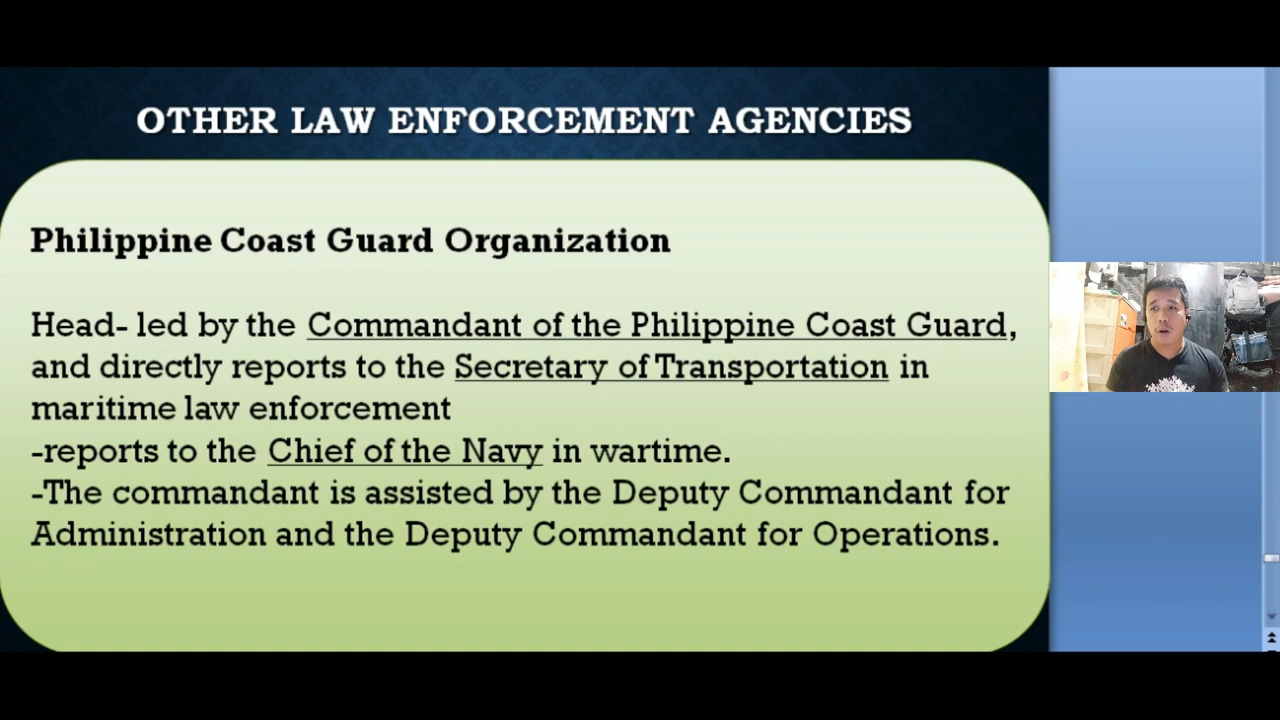 OTHER LAW ENFORCEMENT AGENCIES
Philippine Coast Guard Organization
Head- led by the Commandant of the Philippine Coast Guard,
and directly reports to the Secretary of Transportation in
maritime law enforcement
-reports to the Chief of the Navy in wartime.
-The commandant is assisted by the Deputy Commandant for
Administration and the Deputy Commandant for Operations.